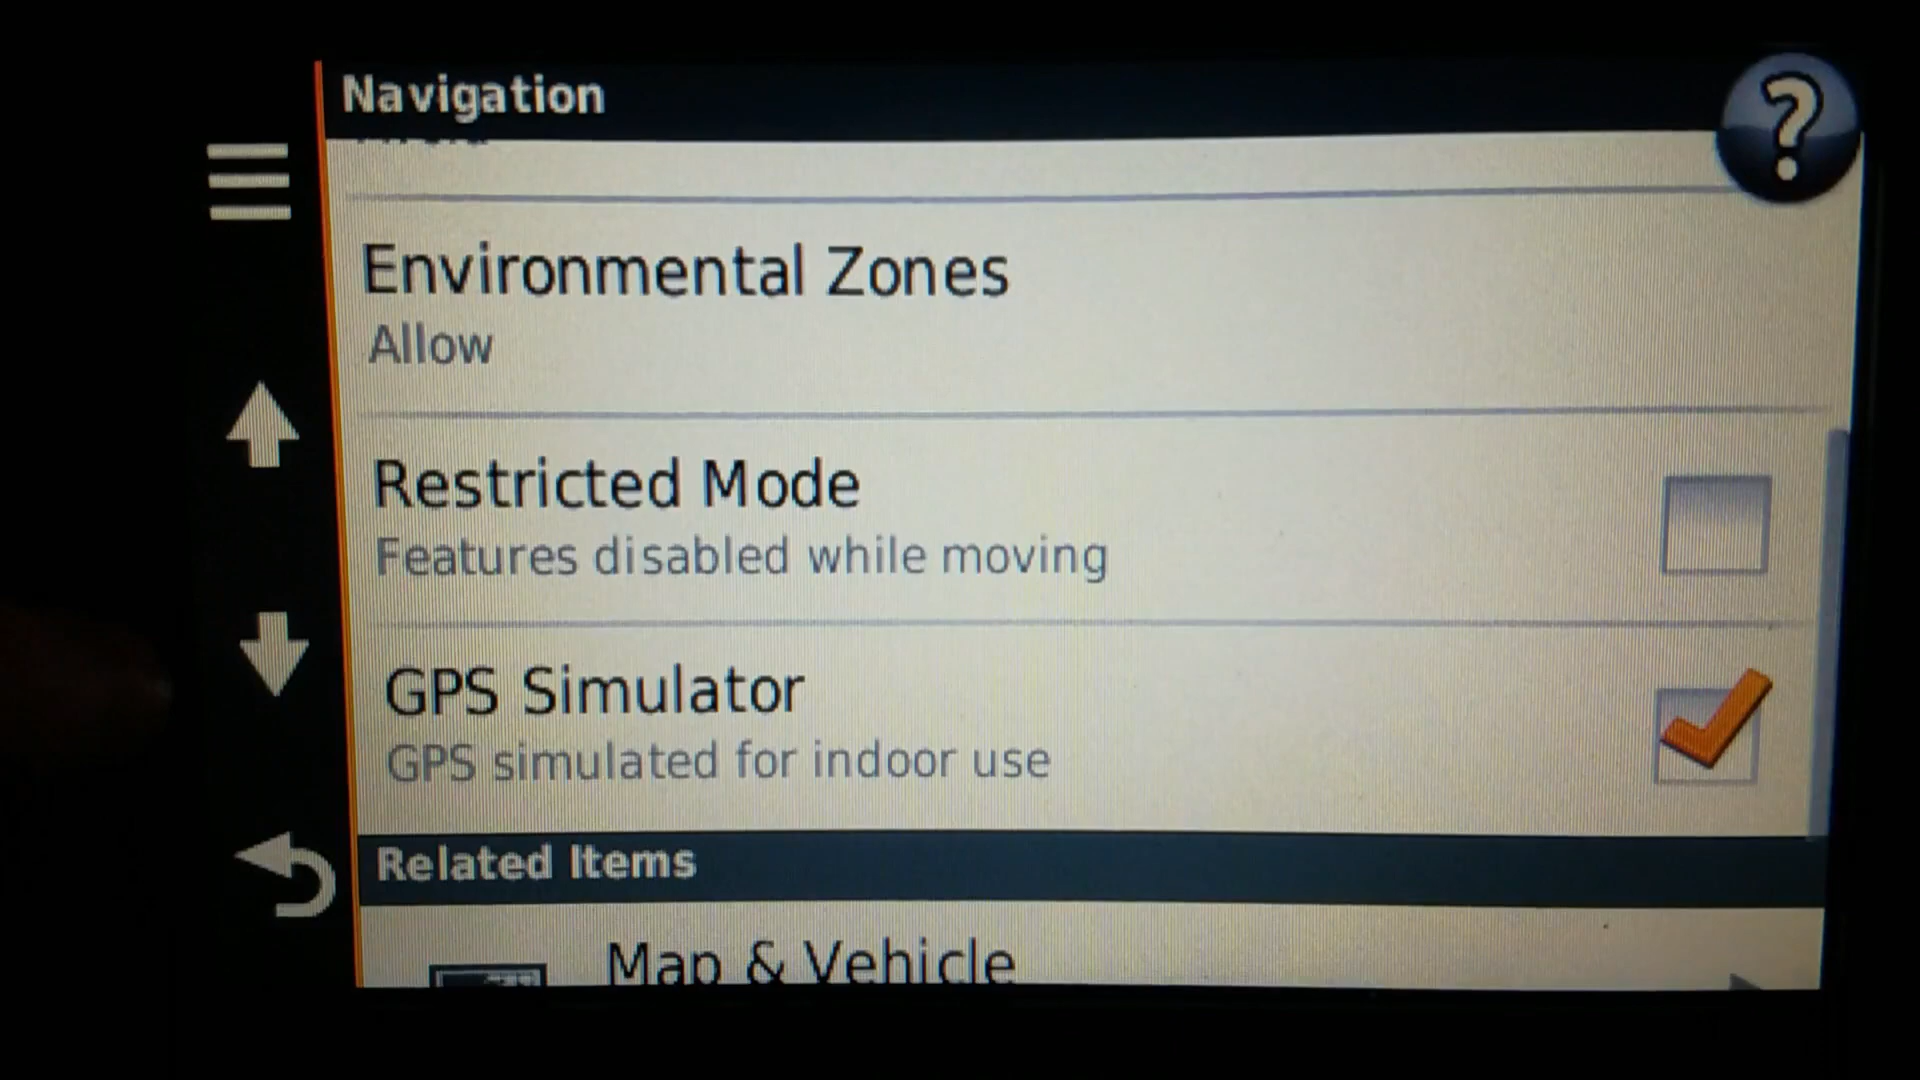 Navigation
Environmental Zones
Allow
Restricted Mode
Features disabled while moving
GPS Simulator
GPS simulated for indoor use
Related Items
Map & Vehicle